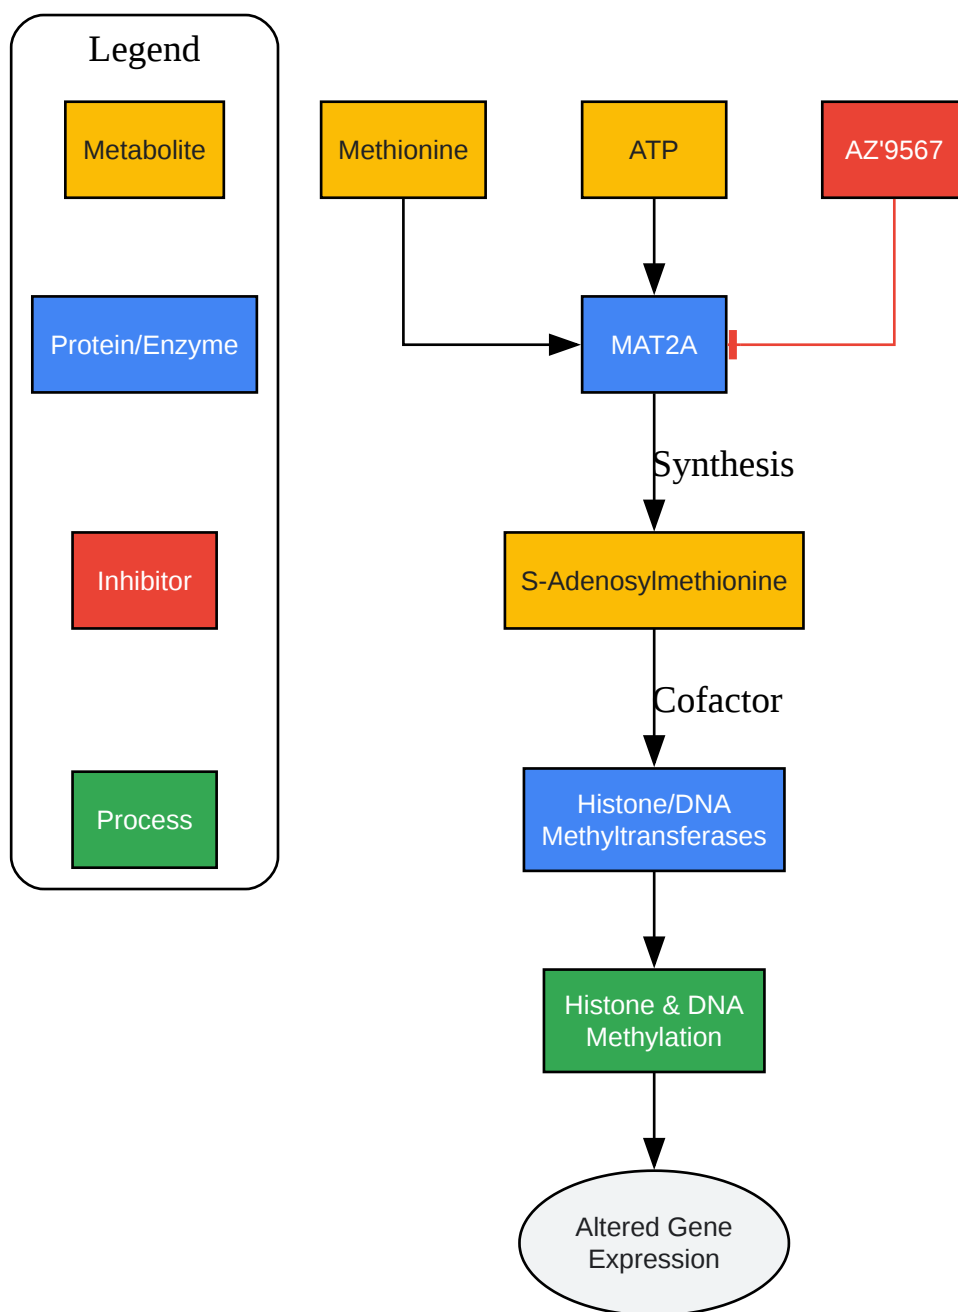 Legend
Metabolite
Protein/Enzyme
Inhibitor
Process
Methionine
ATP
AZ'9567
MAT2A
Synthesis
S-Adenosylmethionine
Cofactor
Histone/DNA
Methyltransferases
Histone & DNA
Methylation
Altered Gene
Expression